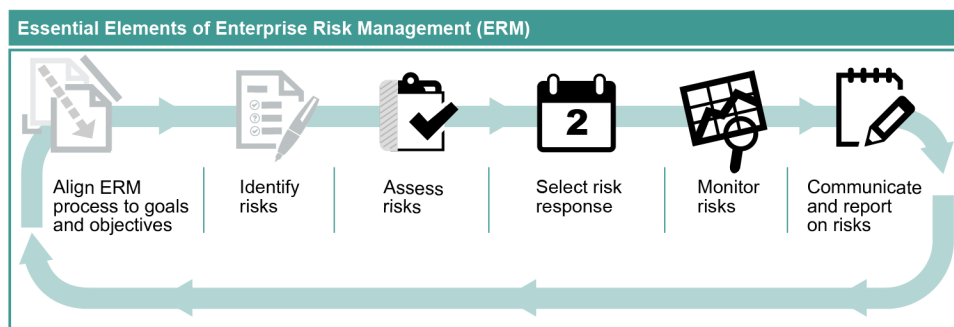 Essential Elements of Enterprise Risk Management (ERM)
2
Align ERM
process to goals
and objectives
Identify
risks
Assess
risks
Select risk
response
Monitor
risks
Communicate
and report
on risks